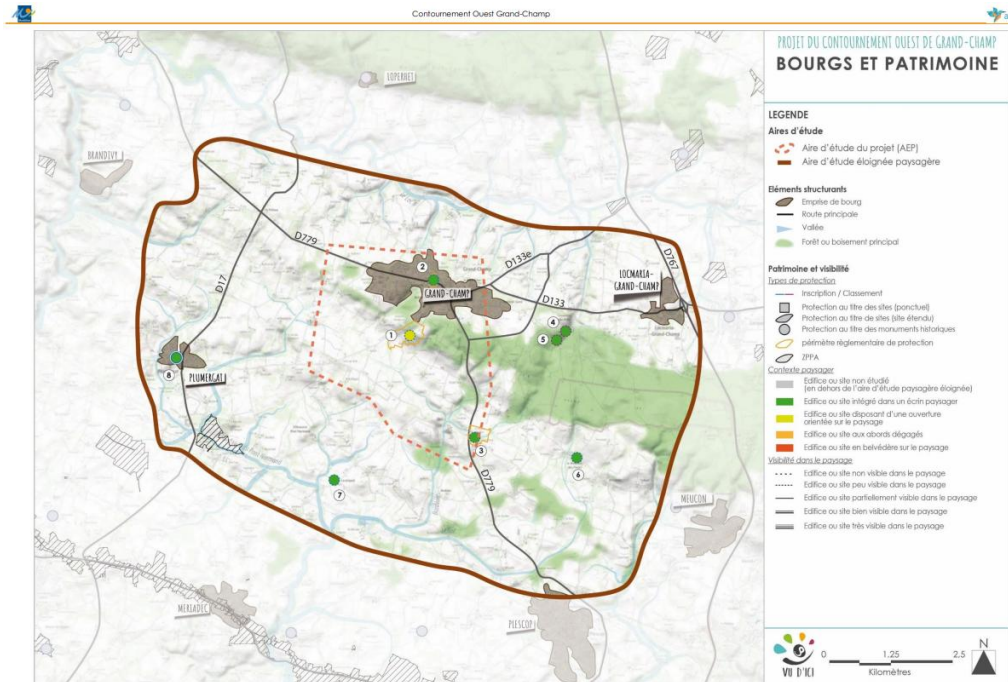 Contournement Ouest Grand-Champ
PROJET DU CONTOURNEMENT OUEST DE GRAND-CHAMP
BOURGS ET PATRIMOINE
LEGENDE
Aires d'étude
Aire d'étude du projet (AEP)
Aire d'étude éloignée paysagère
Eléments structurants
Emprise de bourg
Route principale
Vallée
Forêt ou boisement principal
Patrimoine et visibilité
Types de protection
Inscription / Classement
Protection au titre des sites (ponctuel)
Protection au titre de sites (site étendu)
Protection au titre des monuments historiques
périmètre réglementaire de protection
ZPPA
Contexte paysager
Edifice ou site non étudié
(en dehors de l'aire d'étude paysagère éloignée)
Edifice ou site intégré dans un écrin paysager
Edifice ou site disposant d'une ouverture
orientée sur le paysage
Edifice ou site aux abords dégagés
Edifice ou site en belvédère sur le paysage
Visibilité dans le paysage
Edifice ou site non visible dans le paysage
Edifice ou site peu visible dans le paysage
Edifice ou site partiellement visible dans le paysage
Edifice ou site bien visible dans le paysage
Edifice ou site très visible dans le paysage
VU D'ICI
0 1,25 2,5
Kilomètres
N
LOPERHET
BRANDIVY
D779
D17
2
GRAND-CHAMP
D133e
D133
LOCMARIA-
GRAND-CHAMP
D767
1
4
5
8
PLUMERGAT
3
D779
6
7
MEUCON
MERIADEC
PLESCOP